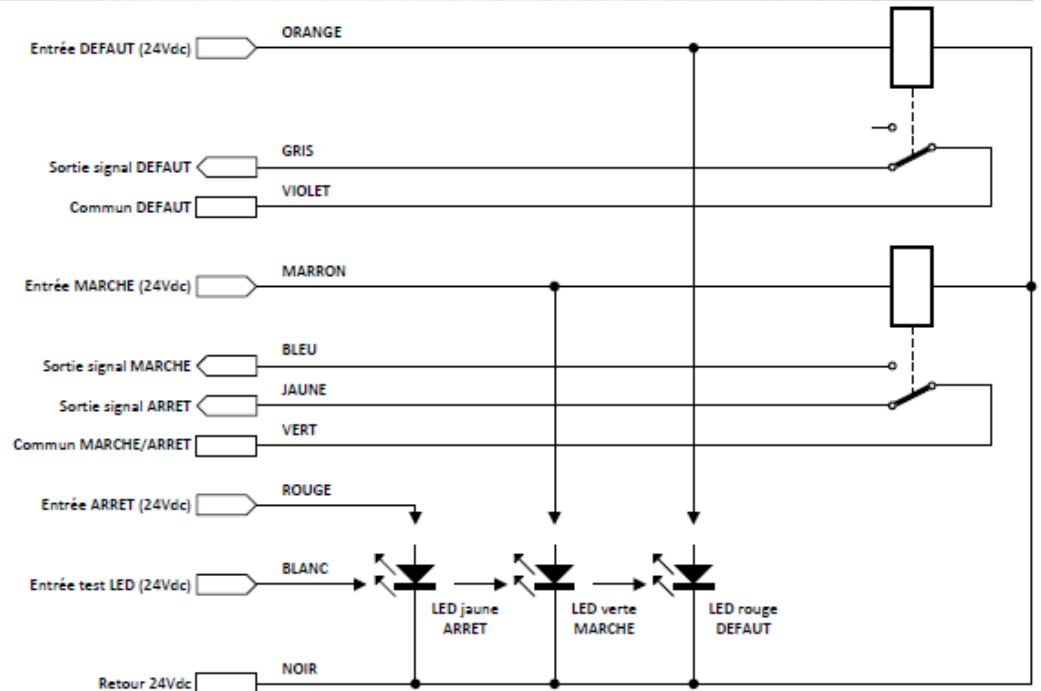 Entrée DEFAUT (24Vdc) ORANGE
Sortie signal DEFAUT GRIS
Commun DEFAUT VIOLET
Entrée MARCHE (24Vdc) MARRON
Sortie signal MARCHE BLEU
Sortie signal ARRET JAUNE
Commun MARCHE/ARRET VERT
Entrée ARRET (24Vdc) ROUGE
Entrée test LED (24Vdc) BLANC
LED jaune
ARRET
LED verte
MARCHE
LED rouge
DEFAUT
Retour 24Vdc NOIR